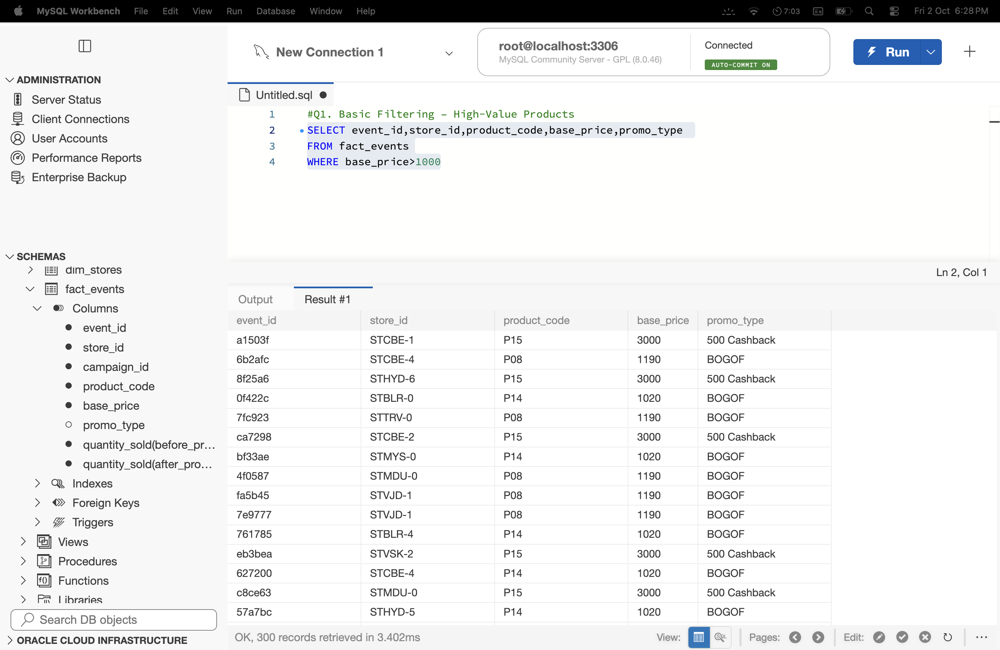 MySQL Workbench File Edit View Run Database Window Help 7:03 Fri 2 Oct 6:28 PM
New Connection 1
root@localhost:3306
MySQL Community Server - GPL (8.0.46)
Connected
AUTO-COMMIT ON
Run
ADMINISTRATION
Server Status
Client Connections
User Accounts
Performance Reports
Enterprise Backup
SCHEMAS
dim_stores
fact_events
Columns
event_id
store_id
campaign_id
product_code
base_price
promo_type
quantity_sold(before_pr...
quantity_sold(after_pro...
Indexes
Foreign Keys
Triggers
Views
Procedures
Functions
Libraries
Search DB objects
ORACLE CLOUD INFRASTRUCTURE
Untitled.sql
1 #Q1. Basic Filtering – High-Value Products
2 SELECT event_id,store_id,product_code,base_price,promo_type
3 FROM fact_events
4 WHERE base_price>1000
Ln 2, Col 1
Output Result #1
event_id store_id product_code base_price promo_type
a1503f STCBE-1 P15 3000 500 Cashback
6b2afc STCBE-4 P08 1190 BOGOF
8f25a6 STHYD-6 P15 3000 500 Cashback
0f422c STBLR-0 P14 1020 BOGOF
7fc923 STTRV-0 P08 1190 BOGOF
ca7298 STCBE-2 P15 3000 500 Cashback
bf33ae STMYS-0 P14 1020 BOGOF
4f0587 STMDU-0 P08 1190 BOGOF
fa5b45 STVJD-1 P08 1190 BOGOF
7e9777 STVJD-1 P08 1190 BOGOF
761785 STBLR-4 P14 1020 BOGOF
eb3bea STVSK-2 P15 3000 500 Cashback
627200 STCBE-4 P14 1020 BOGOF
c8ce63 STMDU-0 P15 3000 500 Cashback
57a7bc STHYD-5 P14 1020 BOGOF
OK, 300 records retrieved in 3.402ms
View: SQL Pages: Edit: